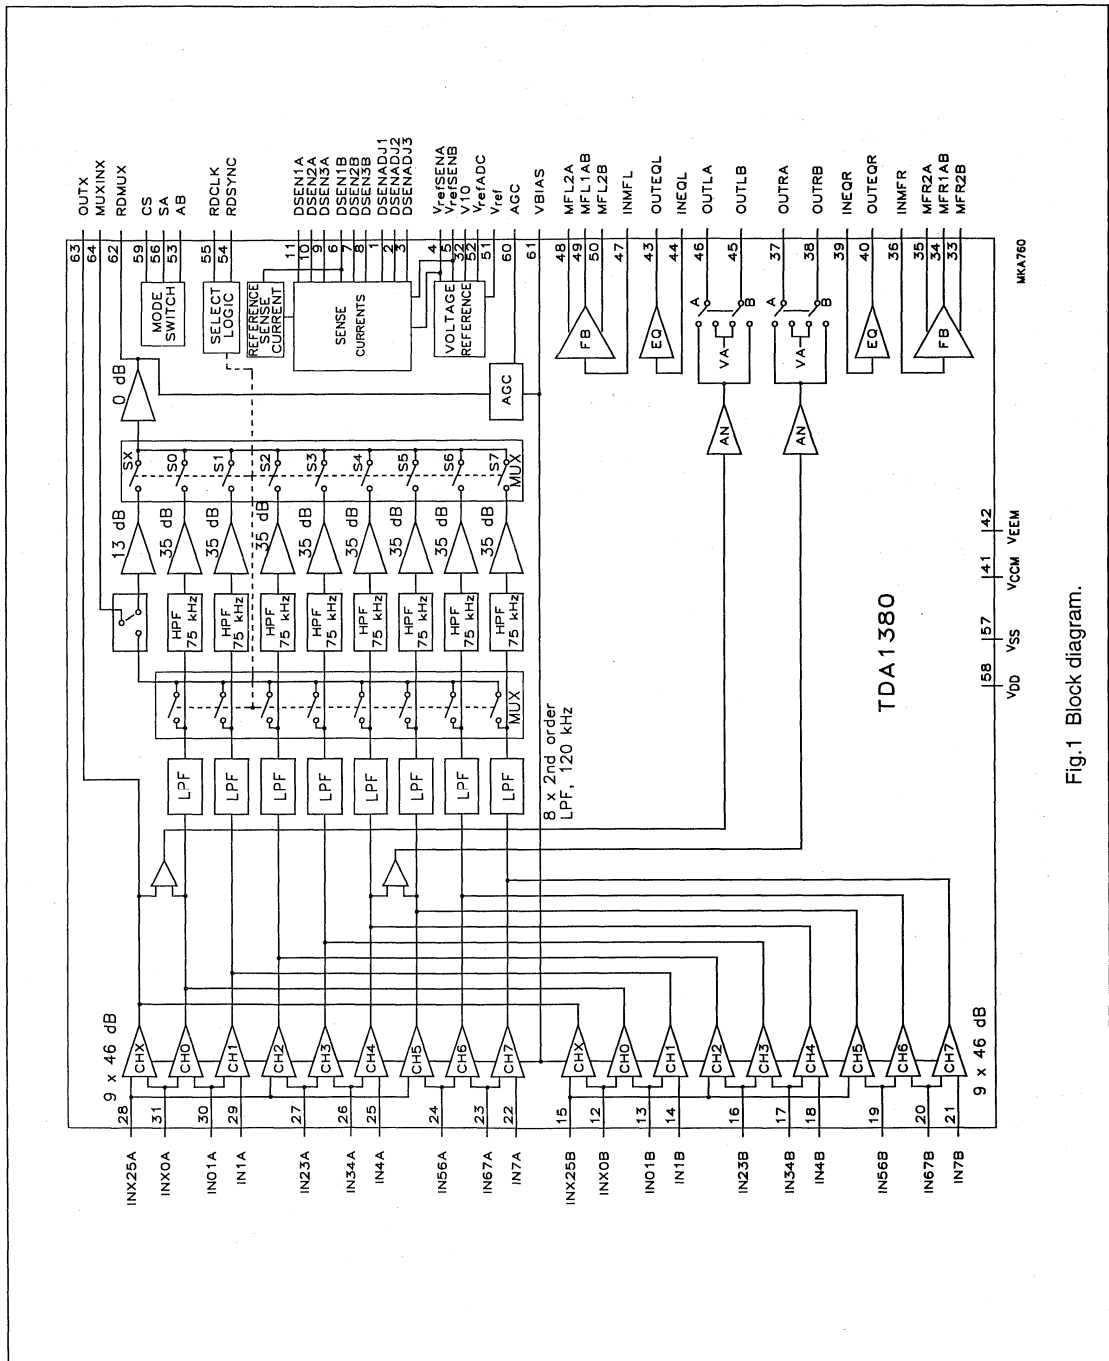 63 OUTX
64 MUXINX
62 RDMUX
59 CS
56 SA
53 AB
55 RDCLK
54 RDSYNC
11 DSEN1A
10 DSEN2A
9 DSEN3A
6 DSEN1B
7 DSEN2B
8 DSEN3B
1 DSENADJ1
2 DSENADJ2
3 DSENADJ3
4 VrefSENA
5 VrefSENB
32 V10
52 VrefADC
51 Vref
60 AGC
61 VBIAS
48 MFL2A
49 MFL1AB
50 MFL2B
47 INMFL
43 OUTEQL
44 INEQL
46 OUTLA
45 OUTLB
37 OUTRA
38 OUTRB
39 INEQR
40 OUTEQR
36 INMFR
35 MFR2A
34 MFR1AB
33 MFR2B
MKA760
MODE
SWITCH
SELECT
LOGIC
REFERENCE
SENSE
CURRENT
SENSE
CURRENTS
VOLTAGE
REFERENCE
AGC
FB
EQ
A
B
VA
A
B
VA
EQ
FB
AN
AN
0 dB
SX
S0
S1
S2
S3
S4
S5
S6
S7
MUX
13 dB
35 dB
35 dB
35 dB
35 dB
35 dB
35 dB
35 dB
35 dB
HPF
75 kHz
HPF
75 kHz
HPF
75 kHz
HPF
75 kHz
HPF
75 kHz
HPF
75 kHz
HPF
75 kHz
HPF
75 kHz
MUX
LPF
LPF
LPF
LPF
LPF
LPF
LPF
LPF
8 x 2nd order
LPF, 120 kHz
TDA1380
58 VDD
57 VSS
41 VCCM
42 VEEM
9 x 46 dB
CHX
CH0
CH1
CH2
CH3
CH4
CH5
CH6
CH7
CHX
CH0
CH1
CH2
CH3
CH4
CH5
CH6
CH7
9 x 46 dB
28 INX25A
31 INX0A
30 IN01A
29 IN1A
27 IN23A
26 IN34A
25 IN4A
24 IN56A
23 IN67A
22 IN7A
15 INX25B
12 INX0B
13 IN01B
14 IN1B
16 IN23B
17 IN34B
18 IN4B
19 IN56B
20 IN67B
21 IN7B
Fig.1 Block diagram.